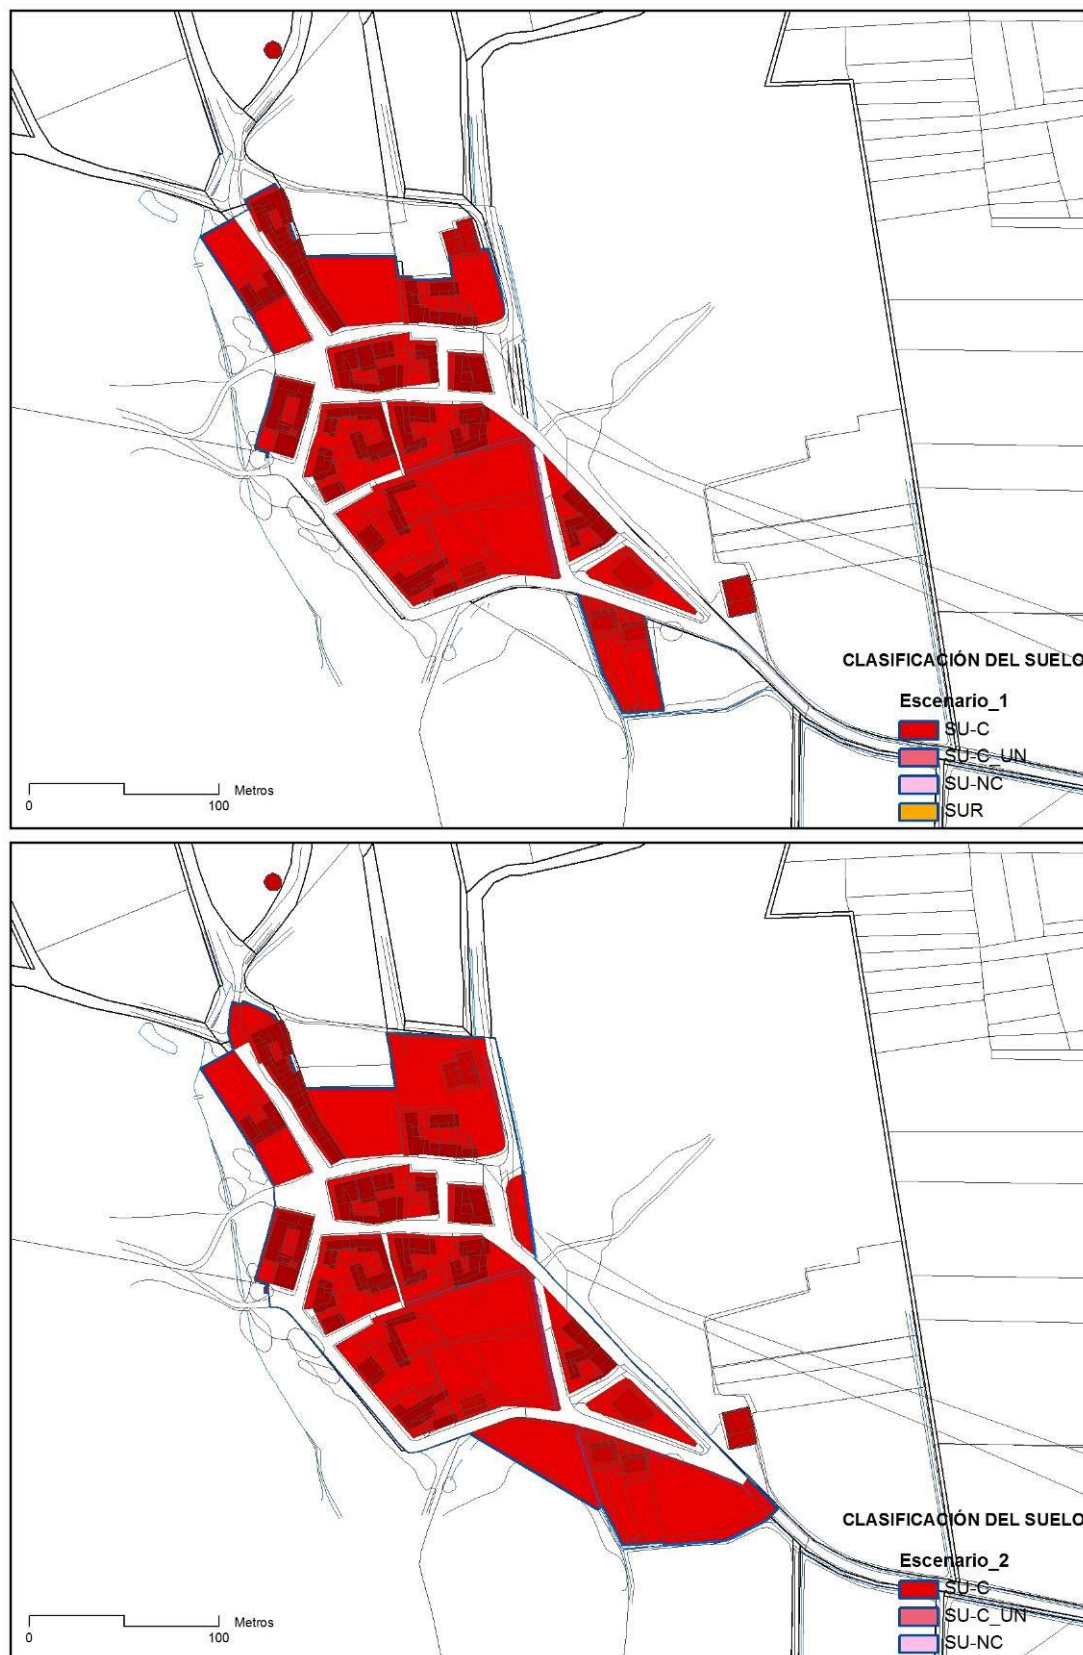 CLASIFICACIÓN DEL SUELO
Escenario_1
SU-C
SU-C_UN
SU-NC
SUR
Metros
0 100
CLASIFICACIÓN DEL SUELO
Escenario_2
SU-C
SU-C_UN
SU-NC
Metros
0 100